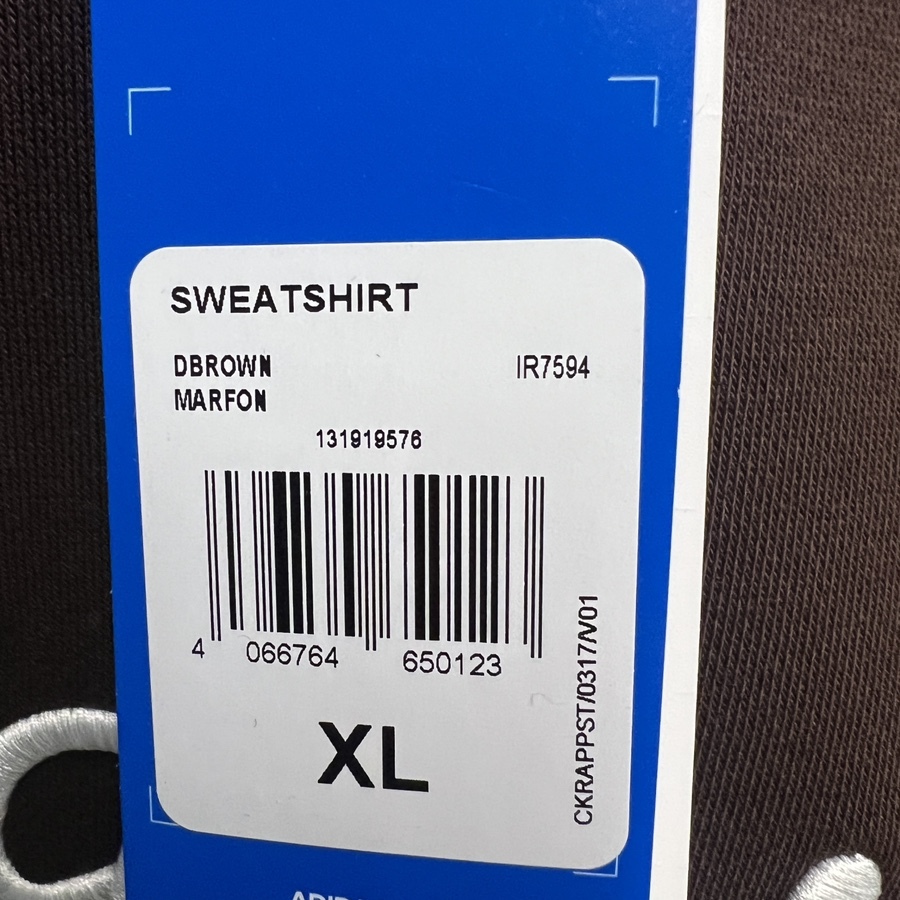 SWEATSHIRT
DBROWN IR7594
MARFON
131919576
4 066764 650123
XL
CKRAPPST/0317/V01